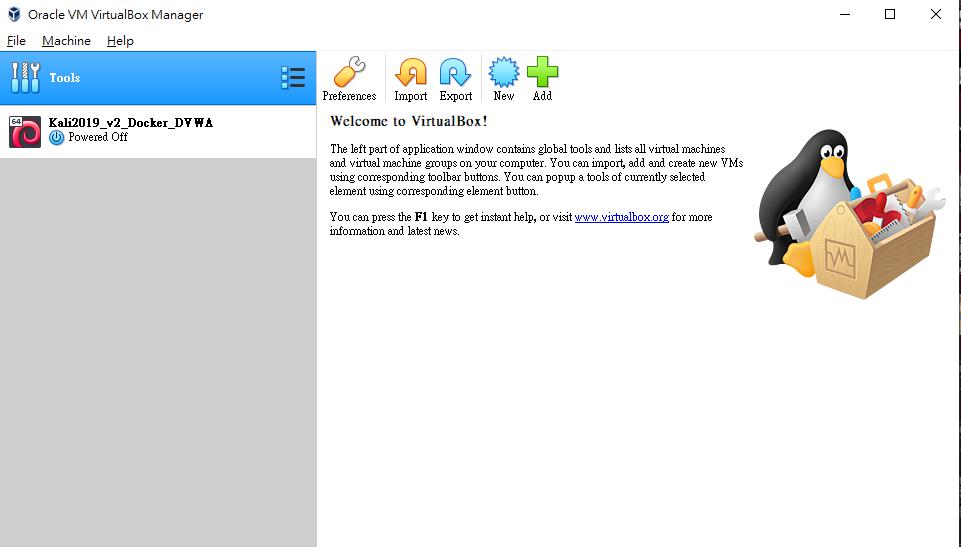 Oracle VM VirtualBox Manager
File Machine Help
Tools
Preferences Import Export New Add
64
Kali2019_v2_Docker_DVWA
Powered Off
Welcome to VirtualBox!
The left part of application window contains global tools and lists all virtual machines
and virtual machine groups on your computer. You can import, add and create new VMs
using corresponding toolbar buttons. You can popup a tools of currently selected
element using corresponding element button.
You can press the F1 key to get instant help, or visit www.virtualbox.org for more
information and latest news.